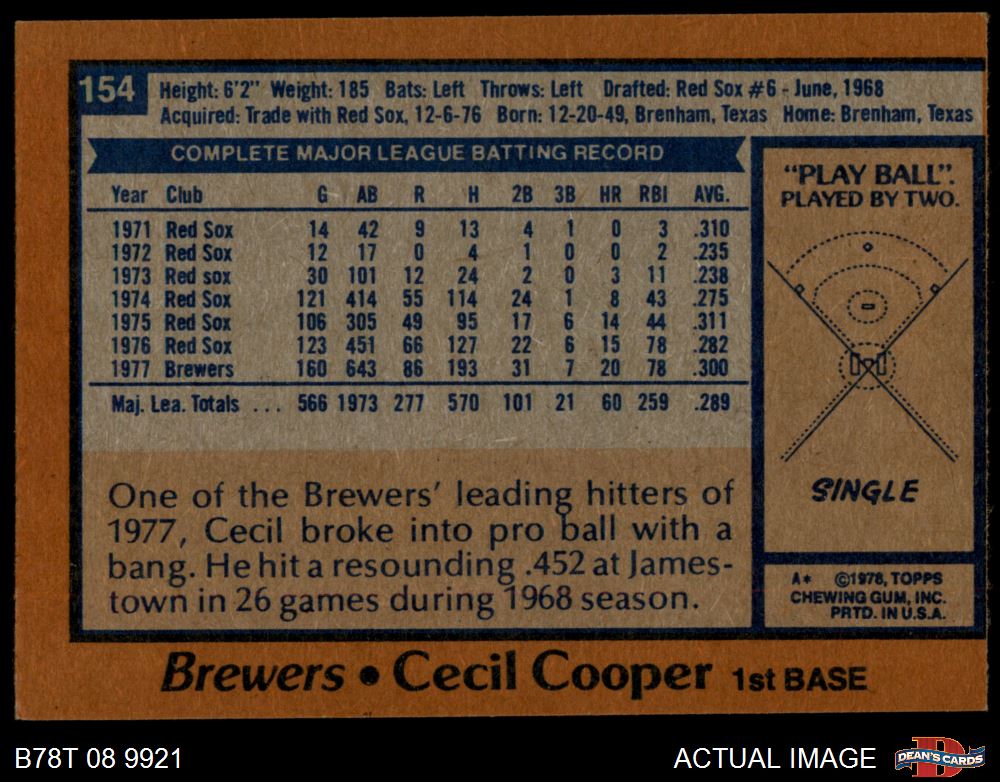 154
Height: 6'2" Weight: 185 Bats: Left Throws: Left Drafted: Red Sox #6 - June, 1968
Acquired: Trade with Red Sox, 12-6-76 Born: 12-20-49, Brenham, Texas Home: Brenham, Texas
COMPLETE MAJOR LEAGUE BATTING RECORD
Year Club G AB R H 2B 3B HR RBI AVG.
1971 Red Sox 14 42 9 13 4 1 0 3 .310
1972 Red Sox 12 17 0 4 1 0 0 2 .235
1973 Red sox 30 101 12 24 2 0 3 11 .238
1974 Red Sox 121 414 55 114 24 1 8 43 .275
1975 Red Sox 106 305 49 95 17 6 14 44 .311
1976 Red Sox 123 451 66 127 22 6 15 78 .282
1977 Brewers 160 643 86 193 31 7 20 78 .300
Maj. Lea. Totals ... 566 1973 277 570 101 21 60 259 .289
One of the Brewers' leading hitters of
1977, Cecil broke into pro ball with a
bang. He hit a resounding .452 at James-
town in 26 games during 1968 season.
"PLAY BALL".
PLAYED BY TWO.
SINGLE
A* ©1978, TOPPS
CHEWING GUM, INC.
PRTD. IN U.S.A.
Brewers • Cecil Cooper 1st BASE
B78T 08 9921
ACTUAL IMAGE
D
DEAN'S CARDS